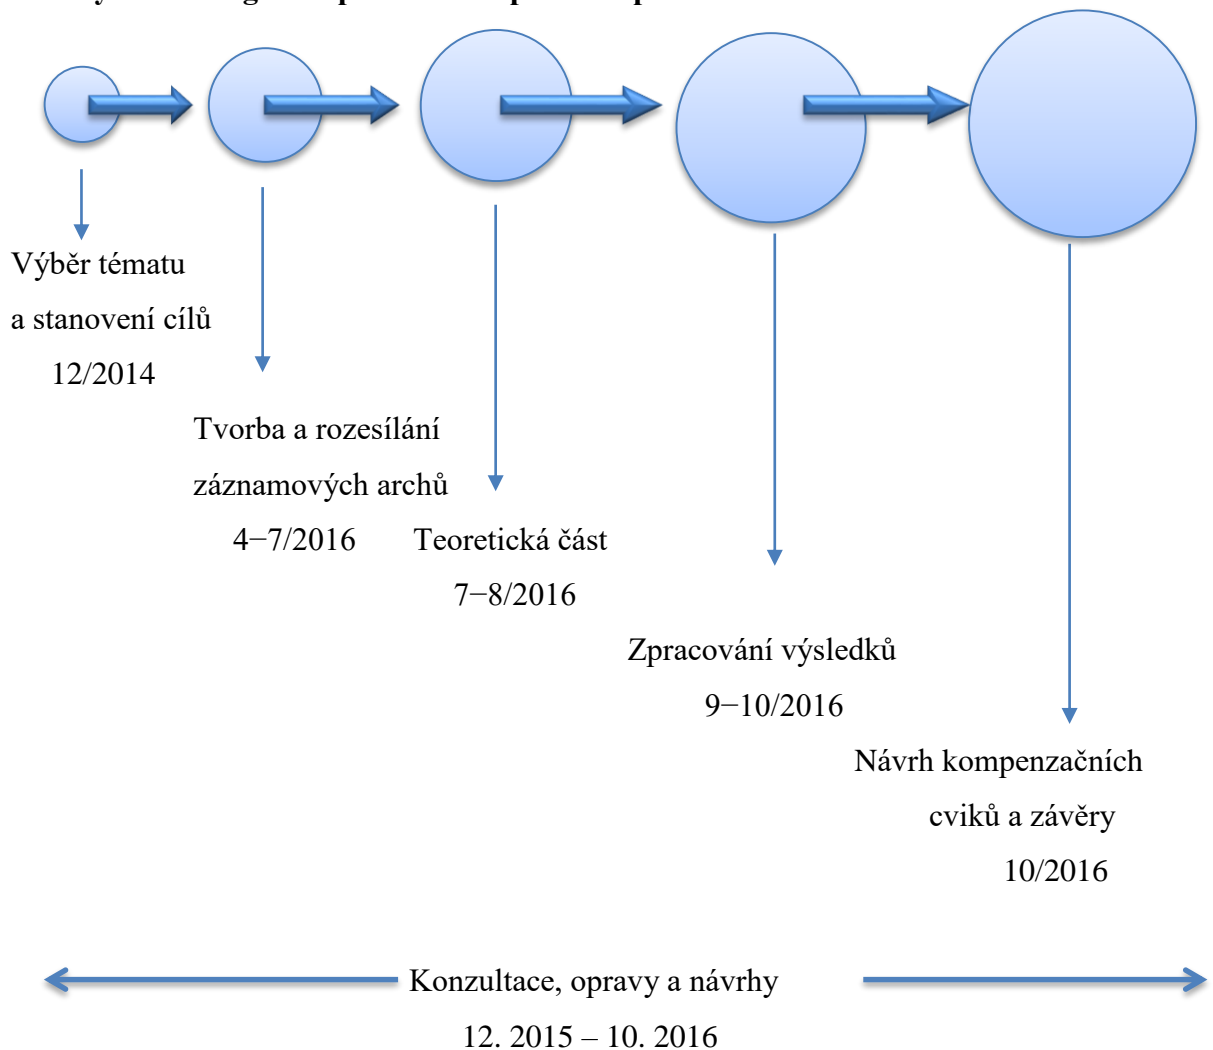 Výběr tématu
a stanovení cílů
12/2014
Tvorba a rozesílání
záznamových archů
4−7/2016
Teoretická část
7−8/2016
Zpracování výsledků
9−10/2016
Návrh kompenzačních
cviků a závěry
10/2016
Konzultace, opravy a návrhy
12. 2015 – 10. 2016